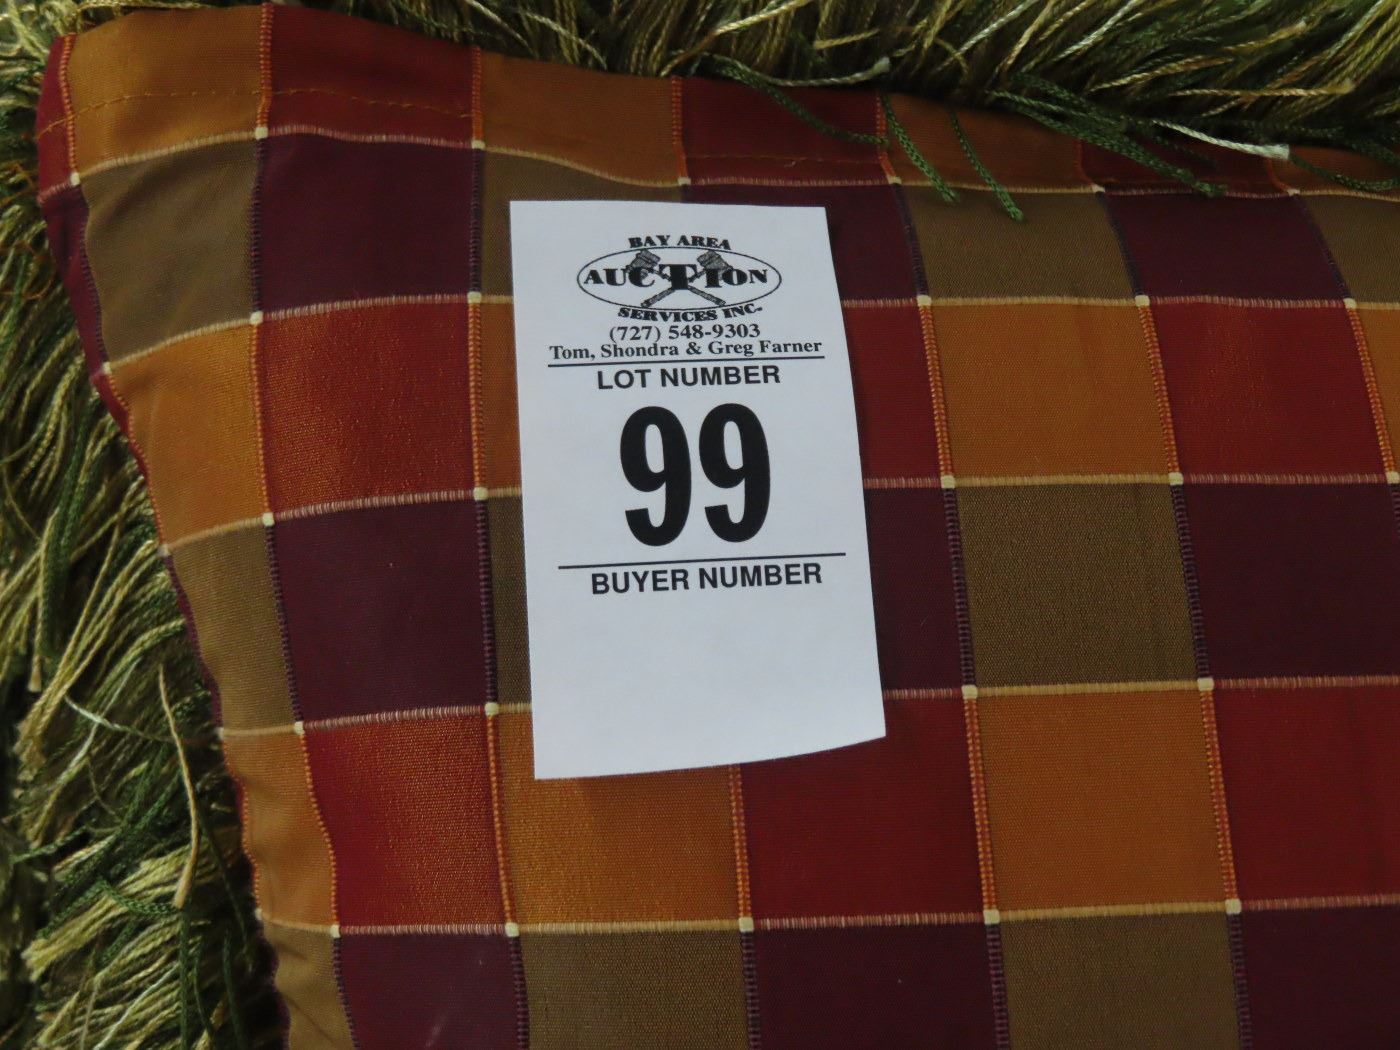 BAY AREA
AUCTION
SERVICES INC.
(727) 548-9303
Tom, Shondra & Greg Farner
LOT NUMBER
99
BUYER NUMBER